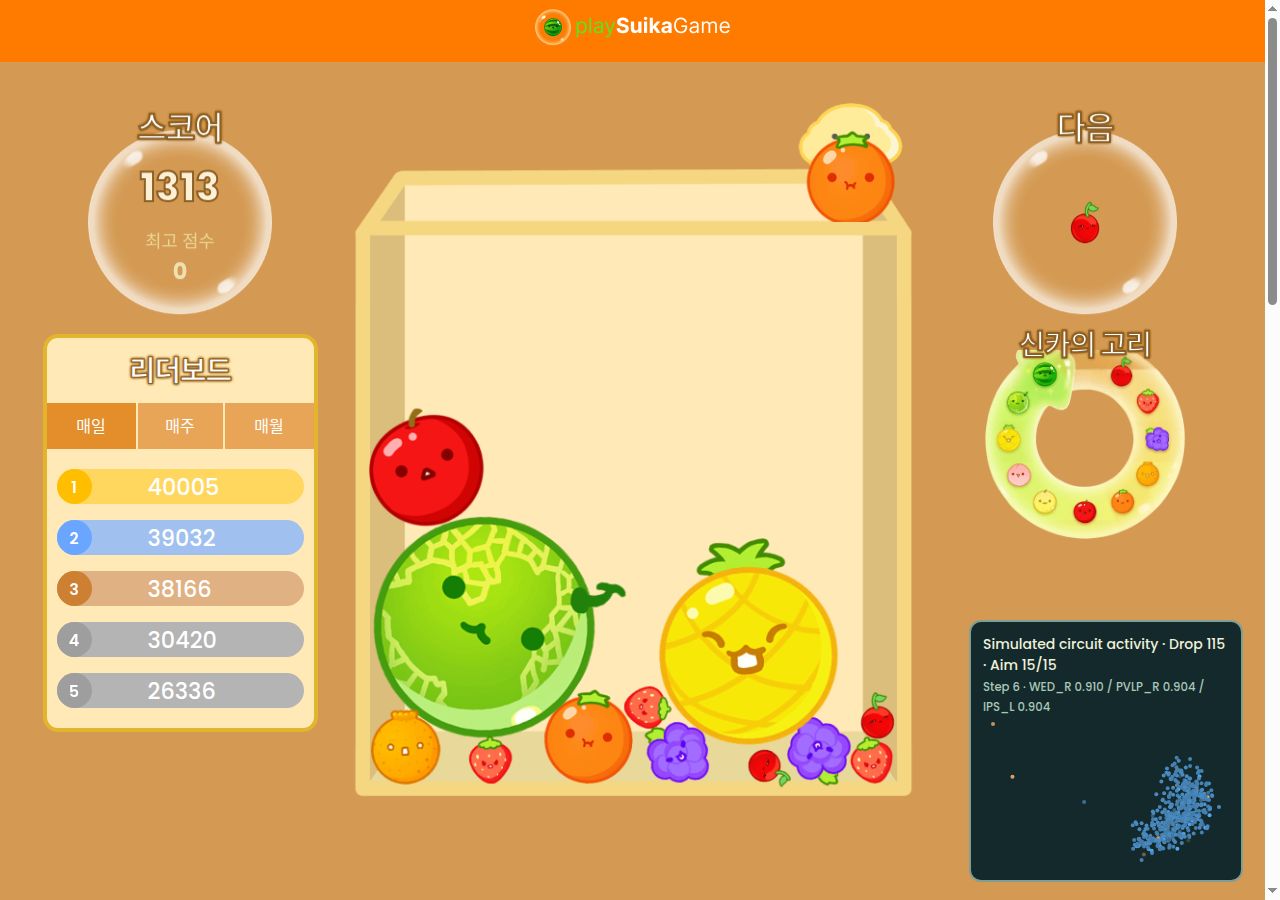 playSuikaGame
스코어
1313
최고 점수
0
다음
신카의 고리
리더보드
매일 매주 매월
1 40005
2 39032
3 38166
4 30420
5 26336
Simulated circuit activity · Drop 115
· Aim 15/15
Step 6 · WED_R 0.910 / PVLP_R 0.904 /
IPS_L 0.904